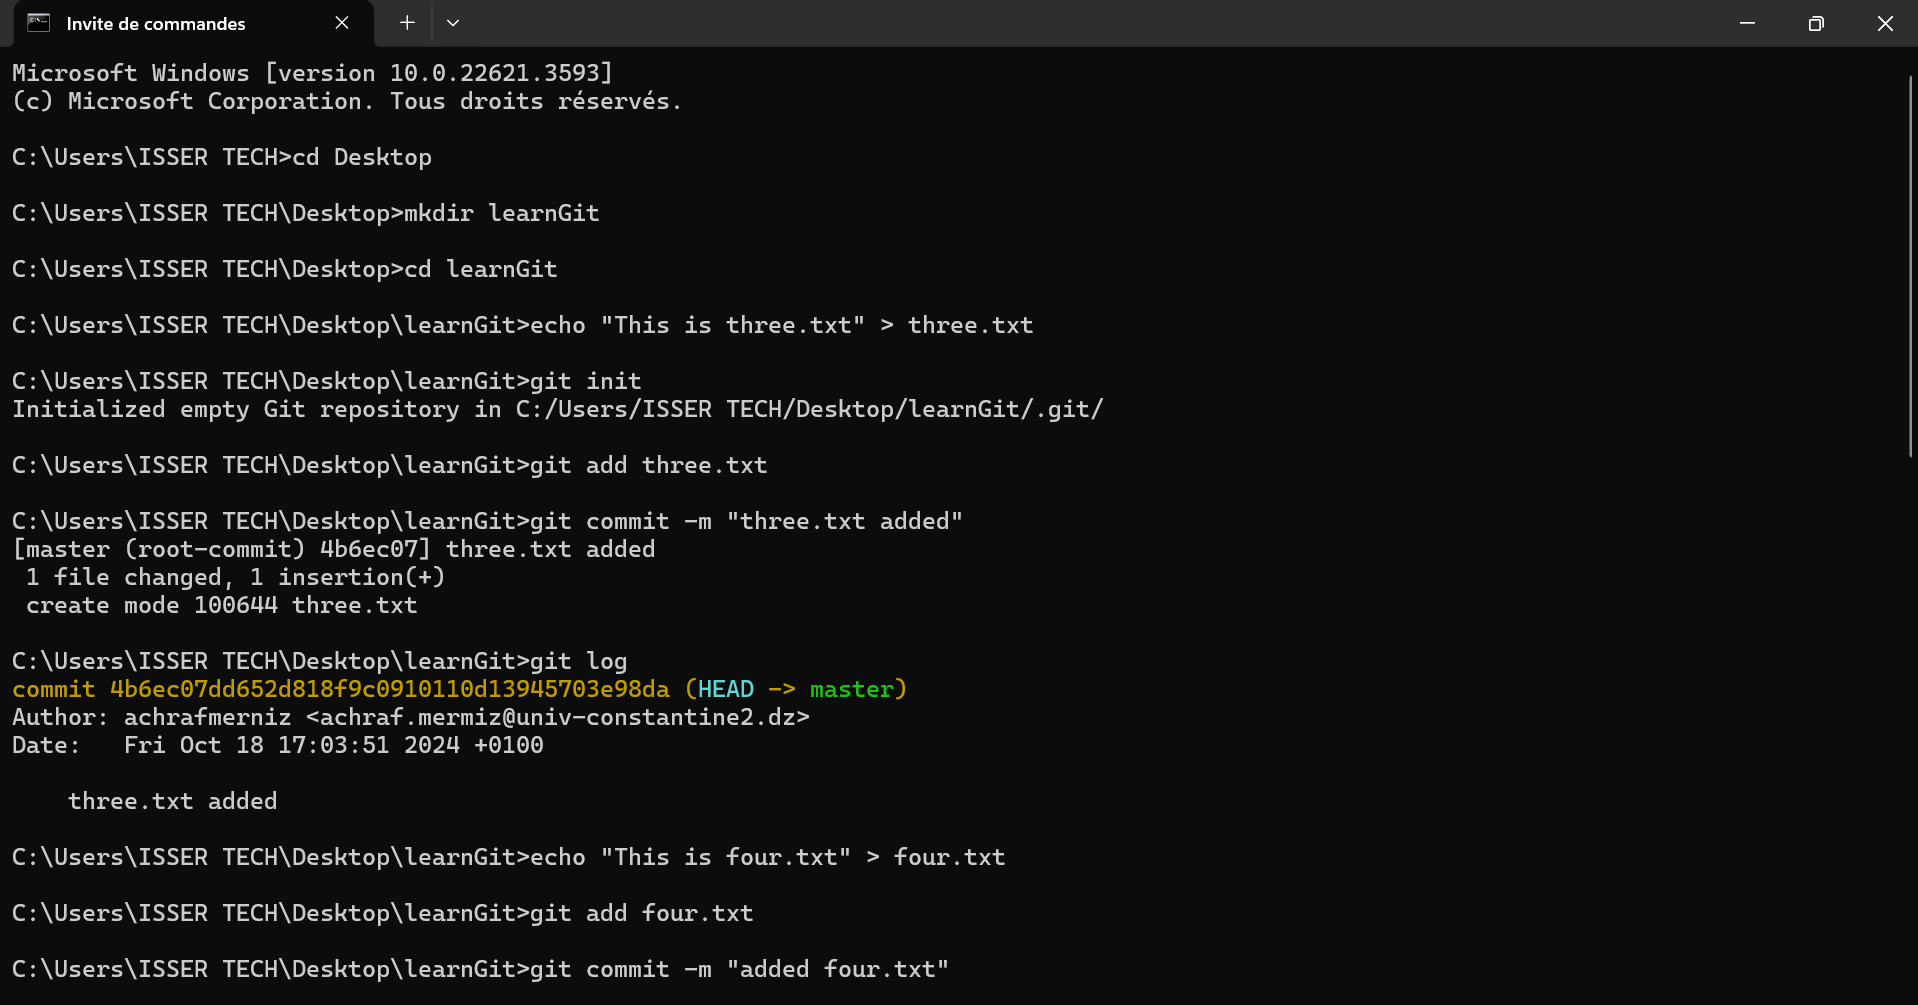 Invite de commandes
Microsoft Windows [version 10.0.22621.3593]
(c) Microsoft Corporation. Tous droits réservés.
C:\Users\ISSER TECH>cd Desktop
C:\Users\ISSER TECH\Desktop>mkdir learnGit
C:\Users\ISSER TECH\Desktop>cd learnGit
C:\Users\ISSER TECH\Desktop\learnGit>echo "This is three.txt" > three.txt
C:\Users\ISSER TECH\Desktop\learnGit>git init
Initialized empty Git repository in C:/Users/ISSER TECH/Desktop/learnGit/.git/
C:\Users\ISSER TECH\Desktop\learnGit>git add three.txt
C:\Users\ISSER TECH\Desktop\learnGit>git commit -m "three.txt added"
[master (root-commit) 4b6ec07] three.txt added
 1 file changed, 1 insertion(+)
 create mode 100644 three.txt
C:\Users\ISSER TECH\Desktop\learnGit>git log
commit 4b6ec07dd652d818f9c0910110d13945703e98da (HEAD -> master)
Author: achrafmerniz <achraf.mermiz@univ-constantine2.dz>
Date:   Fri Oct 18 17:03:51 2024 +0100
    three.txt added
C:\Users\ISSER TECH\Desktop\learnGit>echo "This is four.txt" > four.txt
C:\Users\ISSER TECH\Desktop\learnGit>git add four.txt
C:\Users\ISSER TECH\Desktop\learnGit>git commit -m "added four.txt"